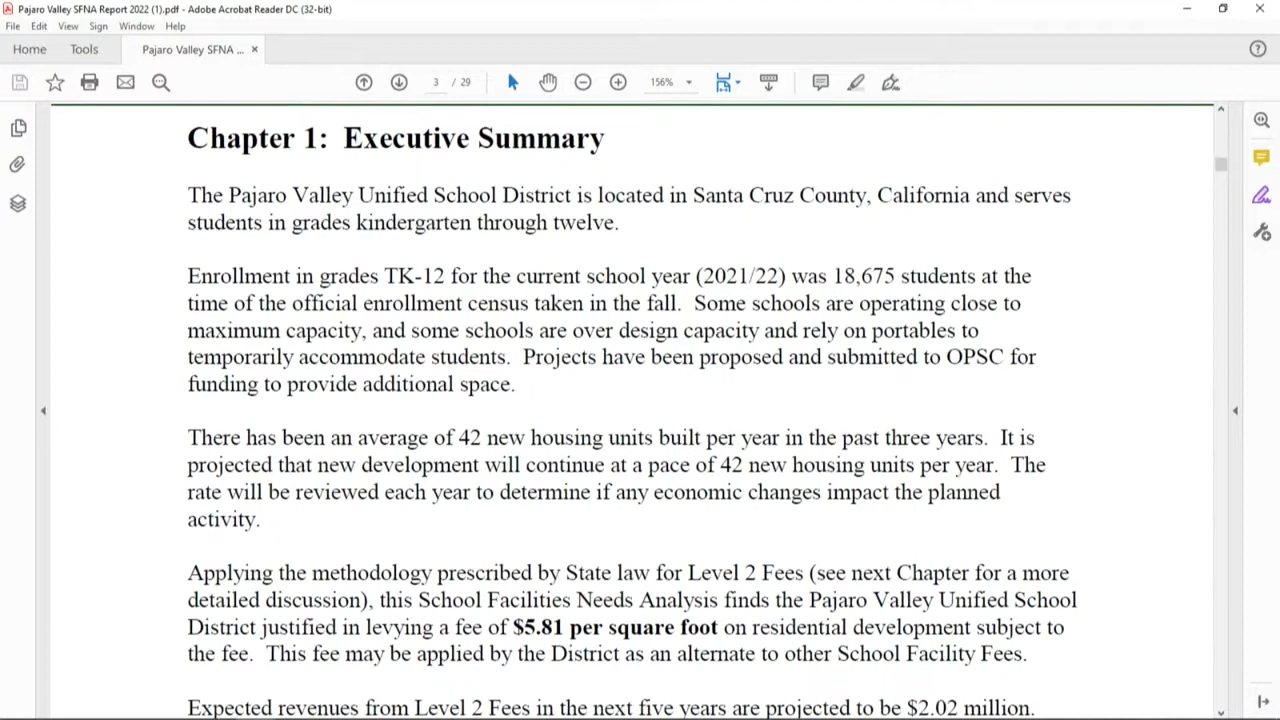 Pajaro Valley SFNA Report 2022 (1).pdf - Adobe Acrobat Reader DC (32-bit)
File Edit View Sign Window Help
Home Tools Pajaro Valley SFNA ... ×
3 / 29 156%
Chapter 1: Executive Summary
The Pajaro Valley Unified School District is located in Santa Cruz County, California and serves
students in grades kindergarten through twelve.
Enrollment in grades TK-12 for the current school year (2021/22) was 18,675 students at the
time of the official enrollment census taken in the fall. Some schools are operating close to
maximum capacity, and some schools are over design capacity and rely on portables to
temporarily accommodate students. Projects have been proposed and submitted to OPSC for
funding to provide additional space.
There has been an average of 42 new housing units built per year in the past three years. It is
projected that new development will continue at a pace of 42 new housing units per year. The
rate will be reviewed each year to determine if any economic changes impact the planned
activity.
Applying the methodology prescribed by State law for Level 2 Fees (see next Chapter for a more
detailed discussion), this School Facilities Needs Analysis finds the Pajaro Valley Unified School
District justified in levying a fee of $5.81 per square foot on residential development subject to
the fee. This fee may be applied by the District as an alternate to other School Facility Fees.
Expected revenues from Level 2 Fees in the next five years are projected to be $2.02 million.